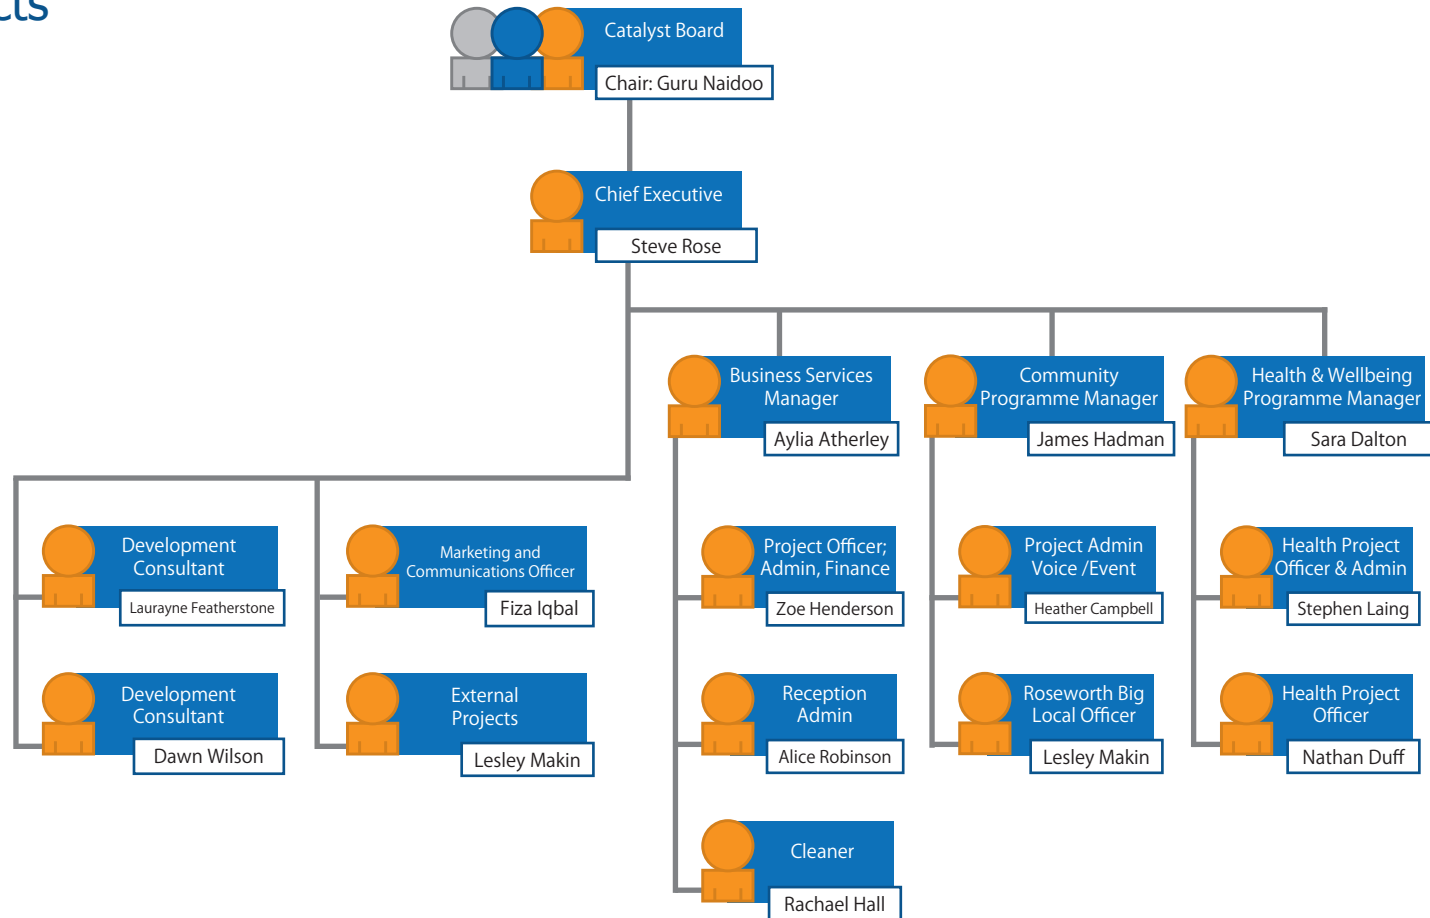 Catalyst Board
Chair: Guru Naidoo
Chief Executive
Steve Rose
Business Services
Manager
Aylia Atherley
Community
Programme Manager
James Hadman
Health & Wellbeing
Programme Manager
Sara Dalton
Development
Consultant
Laurayne Featherstone
Marketing and
Communications Officer
Fiza Iqbal
Project Officer;
Admin, Finance
Zoe Henderson
Project Admin
Voice /Event
Heather Campbell
Health Project
Officer & Admin
Stephen Laing
Development
Consultant
Dawn Wilson
External
Projects
Lesley Makin
Reception
Admin
Alice Robinson
Roseworth Big
Local Officer
Lesley Makin
Health Project
Officer
Nathan Duff
Cleaner
Rachael Hall